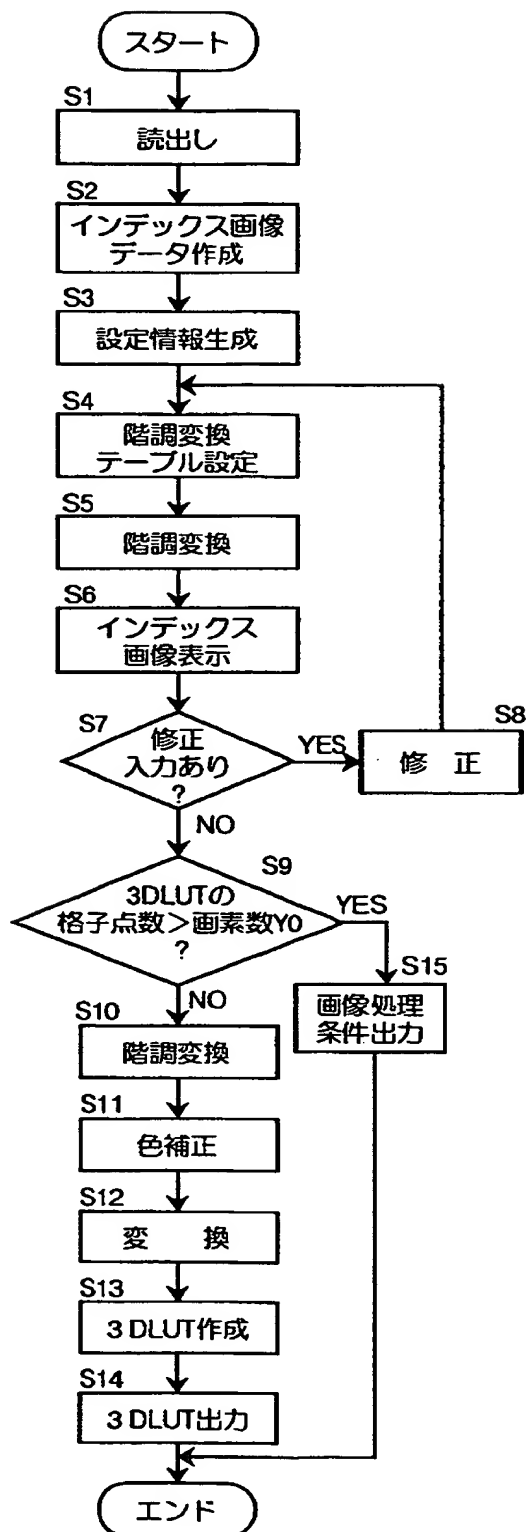 スタート
S1
読出し
S2
インデックス画像
データ作成
S3
設定情報生成
S4
階調変換
テーブル設定
S5
階調変換
S6
インデックス
画像表示
S7
修正
入力あり
?
YES
S8
修 正
NO
S9
3DLUTの
格子点数>画素数Y0
?
YES
S15
画像処理
条件出力
NO
S10
階調変換
S11
色補正
S12
変 換
S13
3DLUT作成
S14
3DLUT出力
エンド